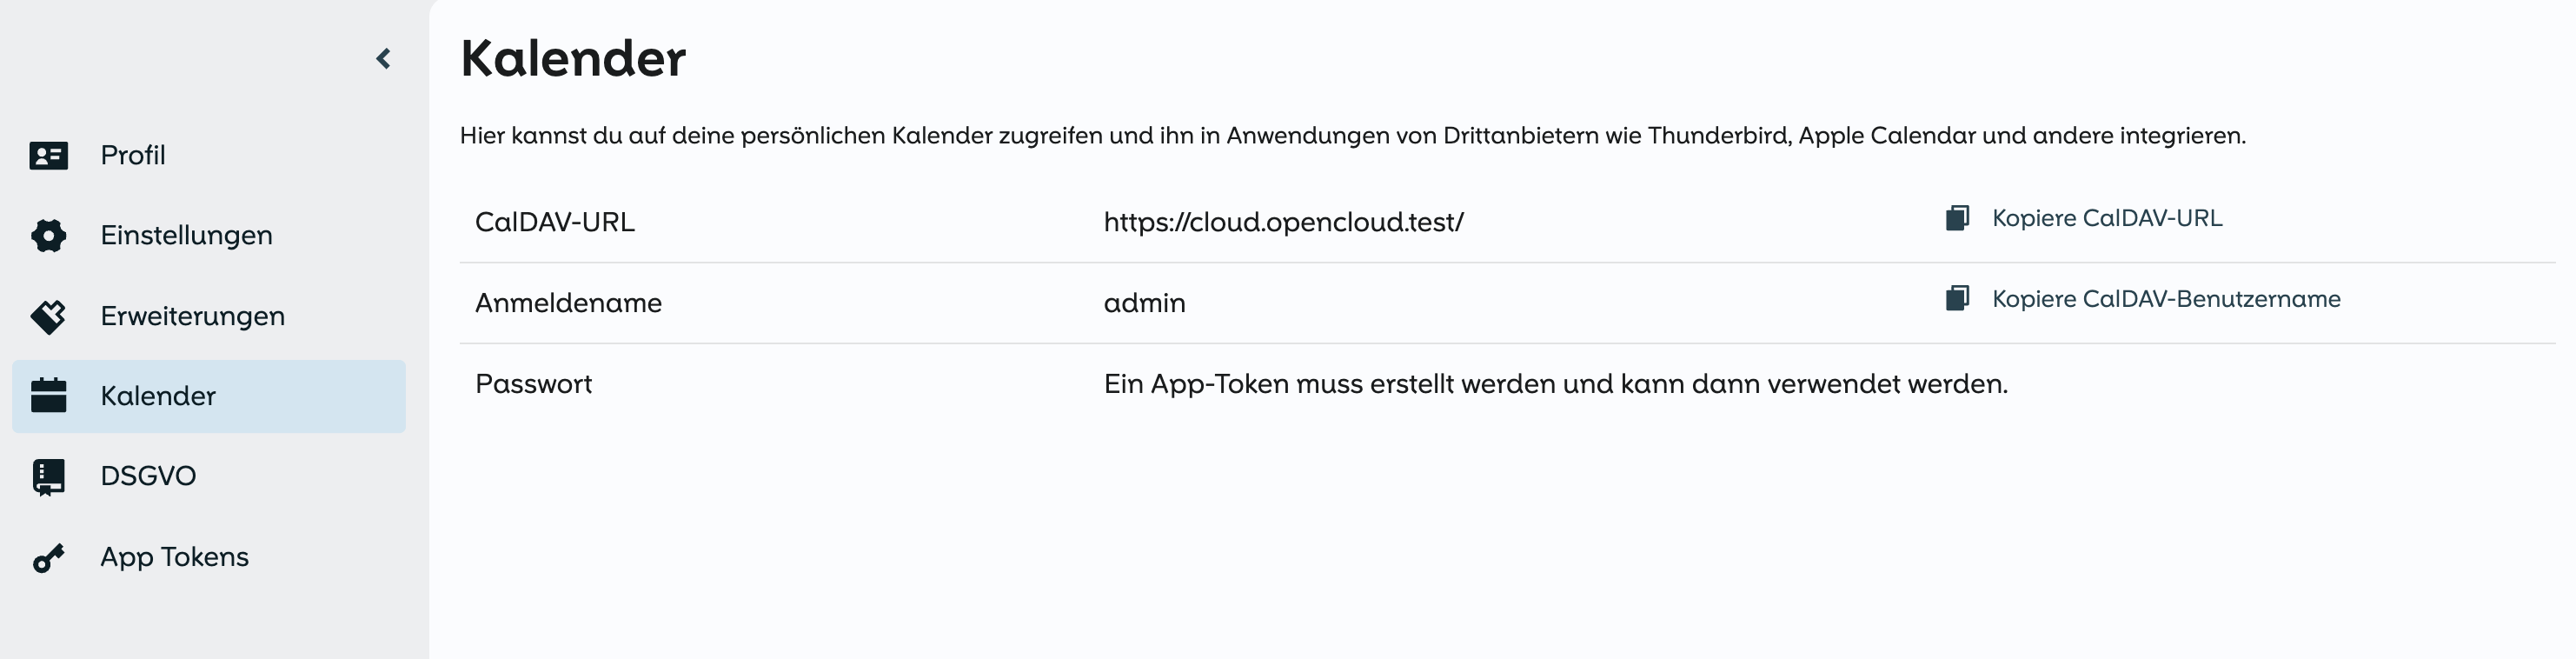 Kalender
Hier kannst du auf deine persönlichen Kalender zugreifen und ihn in Anwendungen von Drittanbietern wie Thunderbird, Apple Calendar und andere integrieren.
CalDAV-URL https://cloud.opencloud.test/ Kopiere CalDAV-URL
Anmeldename admin Kopiere CalDAV-Benutzername
Passwort Ein App-Token muss erstellt werden und kann dann verwendet werden.
Profil
Einstellungen
Erweiterungen
Kalender
DSGVO
App Tokens